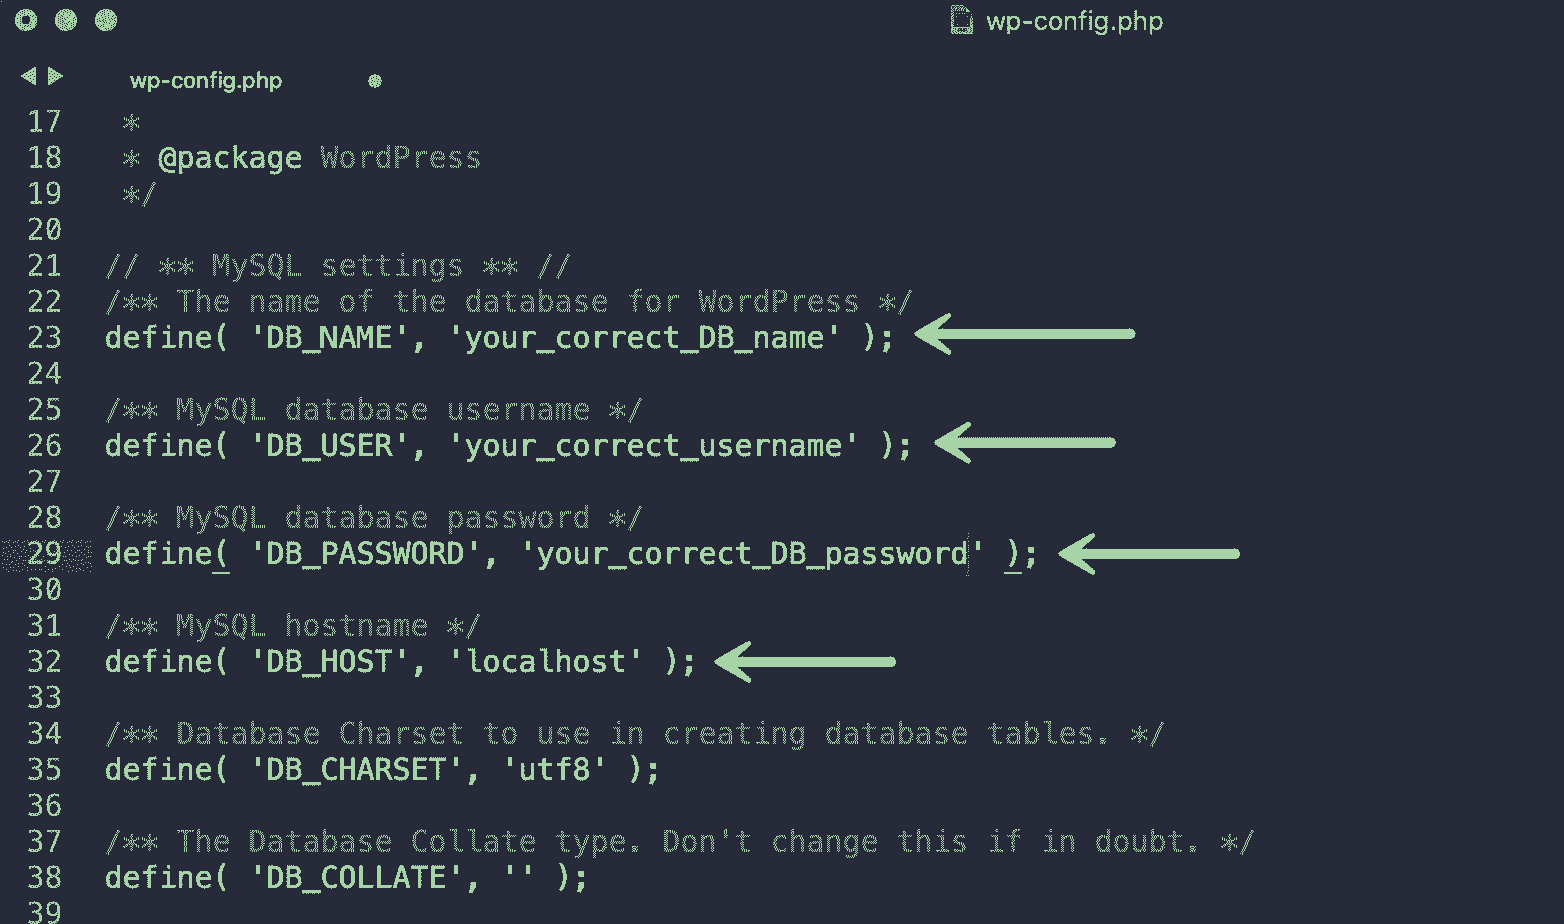 wp-config.php
wp-config.php
17 *
18 * @package WordPress
19 */
20
21 // ** MySQL settings ** //
22 /** The name of the database for WordPress */
23 define( 'DB_NAME', 'your_correct_DB_name' );
24
25 /** MySQL database username */
26 define( 'DB_USER', 'your_correct_username' );
27
28 /** MySQL database password */
29 define( 'DB_PASSWORD', 'your_correct_DB_password' );
30
31 /** MySQL hostname */
32 define( 'DB_HOST', 'localhost' );
33
34 /** Database Charset to use in creating database tables. */
35 define( 'DB_CHARSET', 'utf8' );
36
37 /** The Database Collate type. Don't change this if in doubt. */
38 define( 'DB_COLLATE', '' );
39